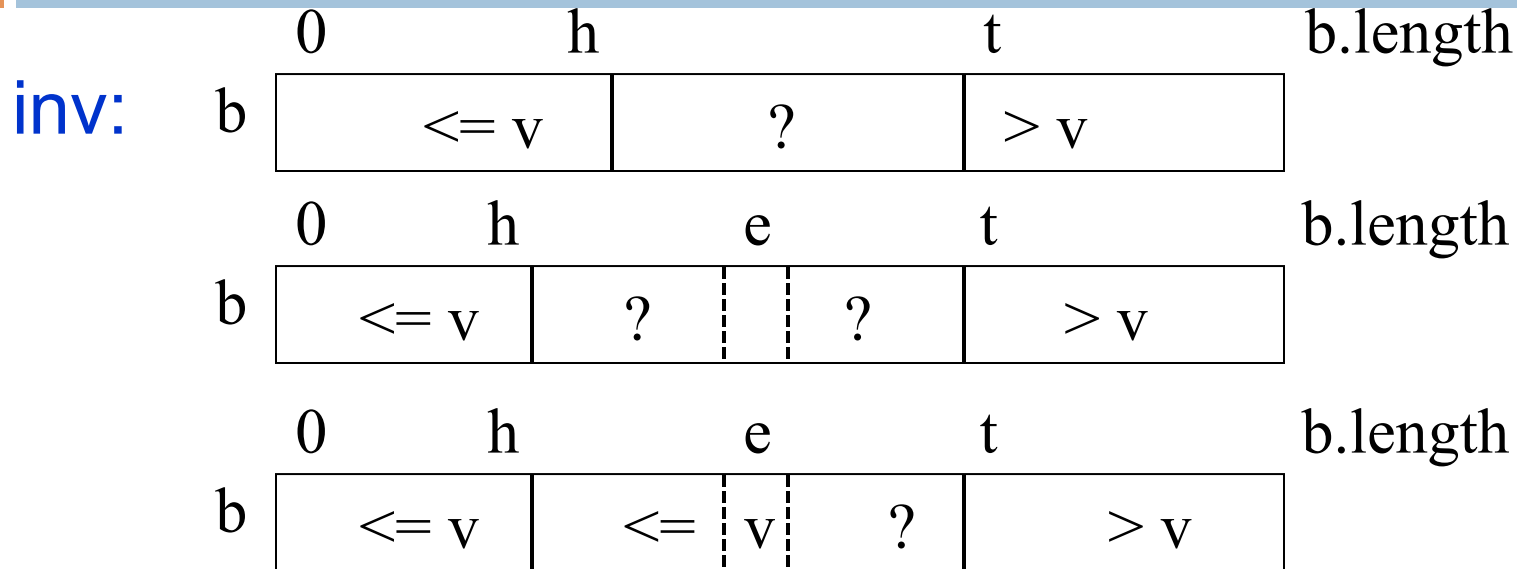 0 h t b.length
inv: b <= v ? > v
0 h e t b.length
b <= v ? ? > v
0 h e t b.length
b <= v <= v ? > v